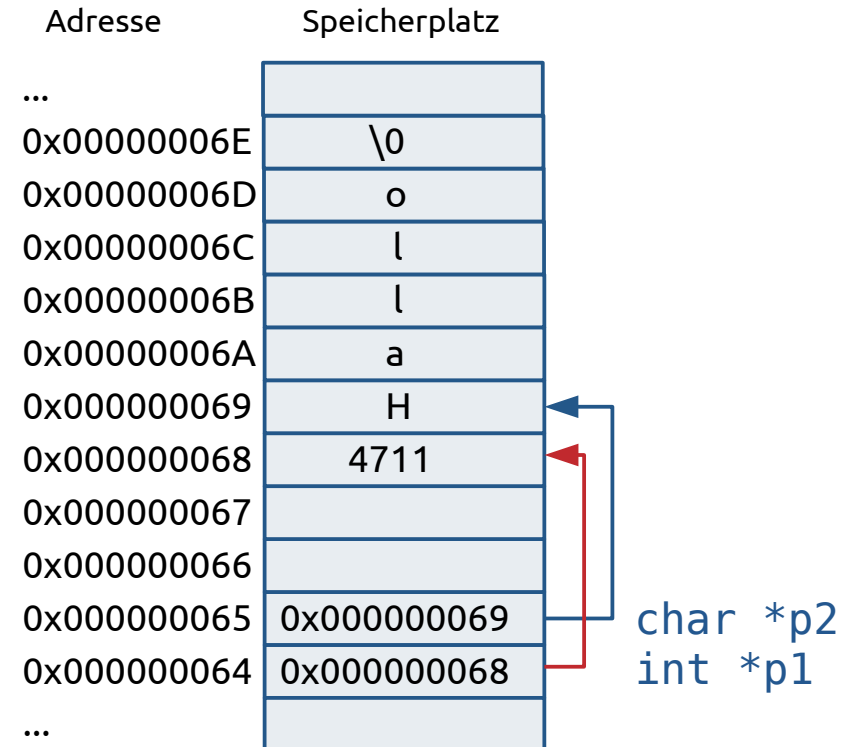 Adresse Speicherplatz
...
0x00000006E \0
0x00000006D o
0x00000006C l
0x00000006B l
0x00000006A a
0x000000069 H
0x000000068 4711
0x000000067
0x000000066
0x000000065 0x000000069 char *p2
0x000000064 0x000000068 int *p1
...